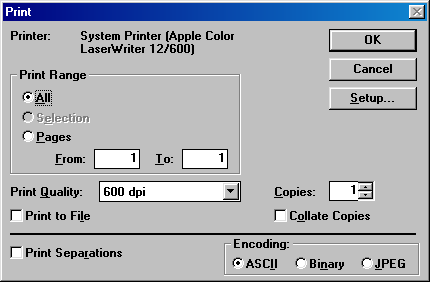 Print
Printer: System Printer (Apple Color
LaserWriter 12/600)
OK
Cancel
Setup...
Print Range
All
Selection
Pages
From: 1 To: 1
Print Quality: 600 dpi
Copies: 1
Print to File
Collate Copies
Print Separations
Encoding:
ASCII Binary JPEG